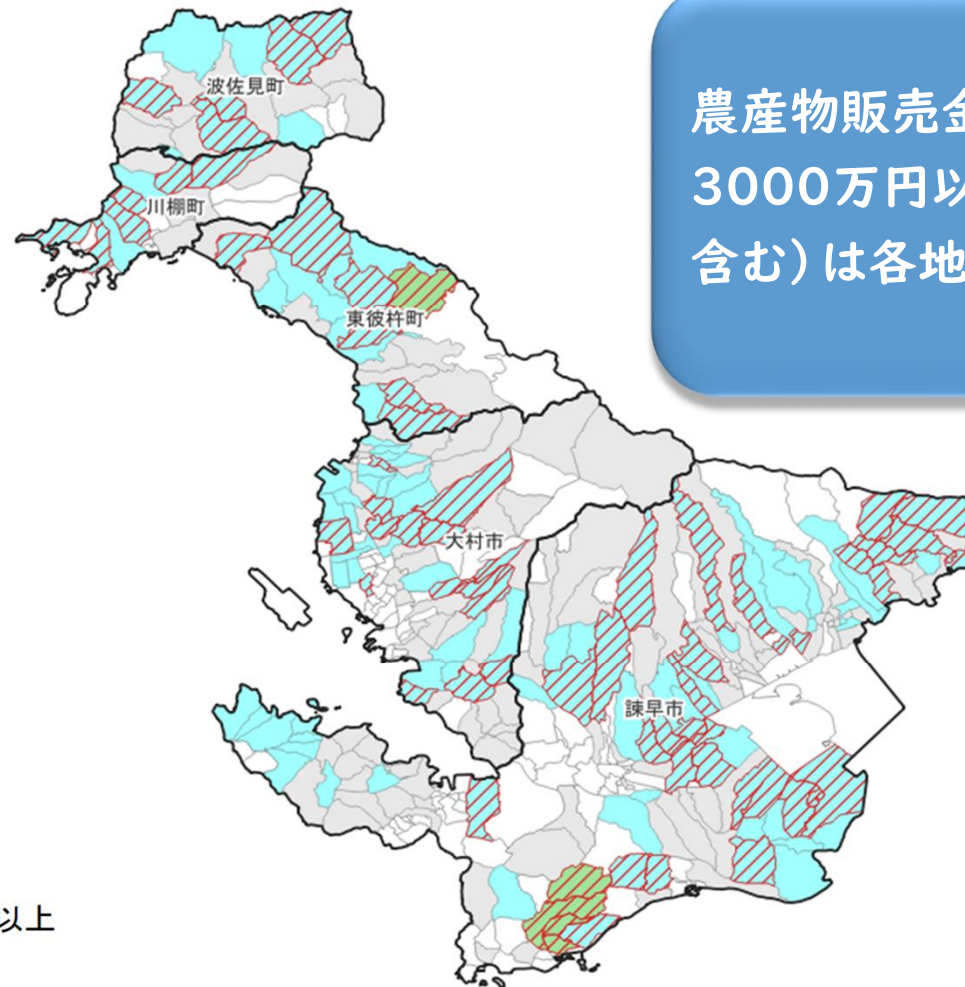 波佐見町
農産物販売金
3000万円以
含む)は各地
川棚町
東彼杵町
大村市
諫早市
以上